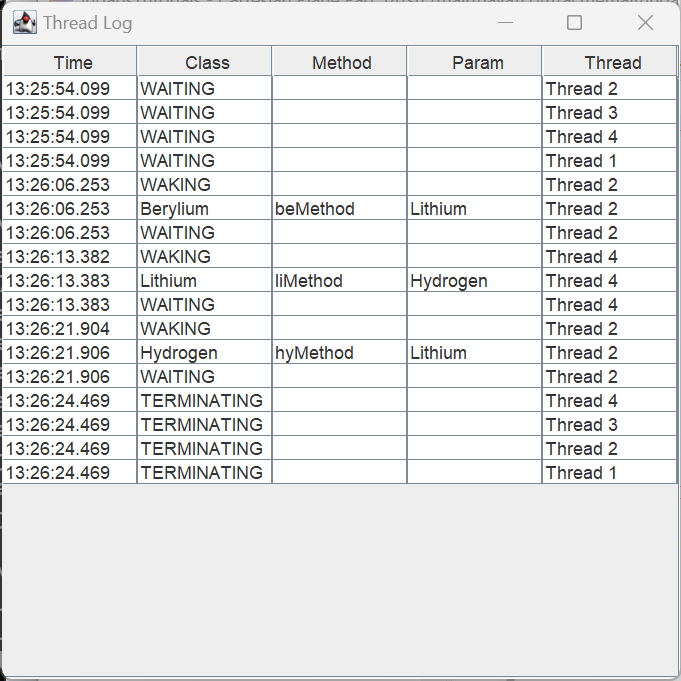 Thread Log
Time Class Method Param Thread
13:25:54.099 WAITING Thread 2
13:25:54.099 WAITING Thread 3
13:25:54.099 WAITING Thread 4
13:25:54.099 WAITING Thread 1
13:26:06.253 WAKING Thread 2
13:26:06.253 Berylium beMethod Lithium Thread 2
13:26:06.253 WAITING Thread 2
13:26:13.382 WAKING Thread 4
13:26:13.383 Lithium liMethod Hydrogen Thread 4
13:26:13.383 WAITING Thread 4
13:26:21.904 WAKING Thread 2
13:26:21.906 Hydrogen hyMethod Lithium Thread 2
13:26:21.906 WAITING Thread 2
13:26:24.469 TERMINATING Thread 4
13:26:24.469 TERMINATING Thread 3
13:26:24.469 TERMINATING Thread 2
13:26:24.469 TERMINATING Thread 1